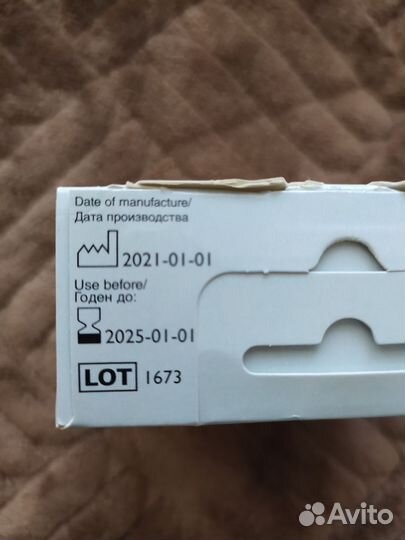 Date of manufacture/
Дата производства
2021-01-01
Use before/
Годен до:
2025-01-01
LOT 1673
Avito